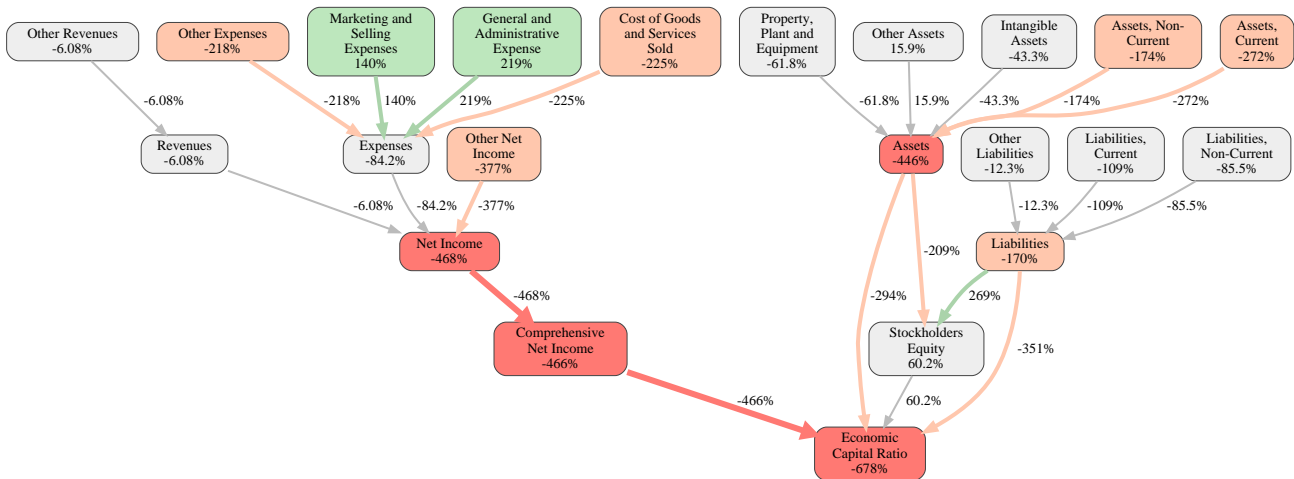 Other Revenues
-6.08%
Other Expenses
-218%
Marketing and
Selling
Expenses
140%
General and
Administrative
Expense
219%
Cost of Goods
and Services
Sold
-225%
Property,
Plant and
Equipment
-61.8%
Other Assets
15.9%
Intangible
Assets
-43.3%
Assets, Non-
Current
-174%
Assets,
Current
-272%
-6.08%
-218%
140%
219%
-225%
-61.8%
15.9%
-43.3%
-174%
-272%
Revenues
-6.08%
Expenses
-84.2%
Other Net
Income
-377%
Assets
-446%
Other
Liabilities
-12.3%
Liabilities,
Current
-109%
Liabilities,
Non-Current
-85.5%
-6.08%
-84.2%
-377%
-12.3%
-109%
-85.5%
Net Income
-468%
-209%
Liabilities
-170%
-468%
-294%
269%
Comprehensive
Net Income
-466%
Stockholders
Equity
60.2%
-351%
-466%
60.2%
Economic
Capital Ratio
-678%